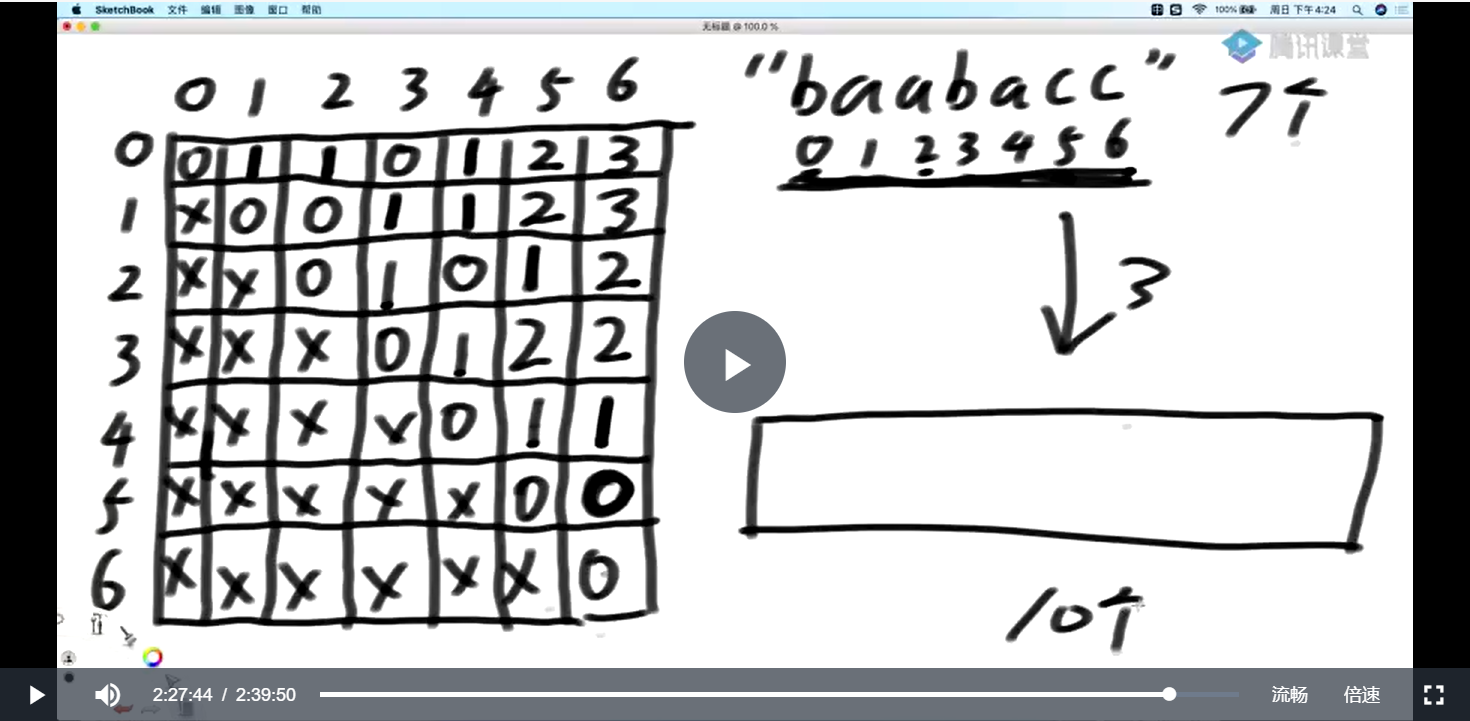 SketchBook 文件 编辑 图像 窗口 帮助 100% 周日 下午4:24
无标题 @ 100.0 %
腾讯课堂
0 1 2 3 4 5 6
0 0 1 1 0 1 2 3
1 x 0 0 1 1 2 3
2 x x 0 1 0 1 2
3 x x x 0 1 2 2
4 x x x x 0 1 1
5 x x x x x 0 0
6 x x x x x x 0
"baabacc" 7个
0 1 2 3 4 5 6
3
10个
2:27:44 / 2:39:50 流畅 倍速